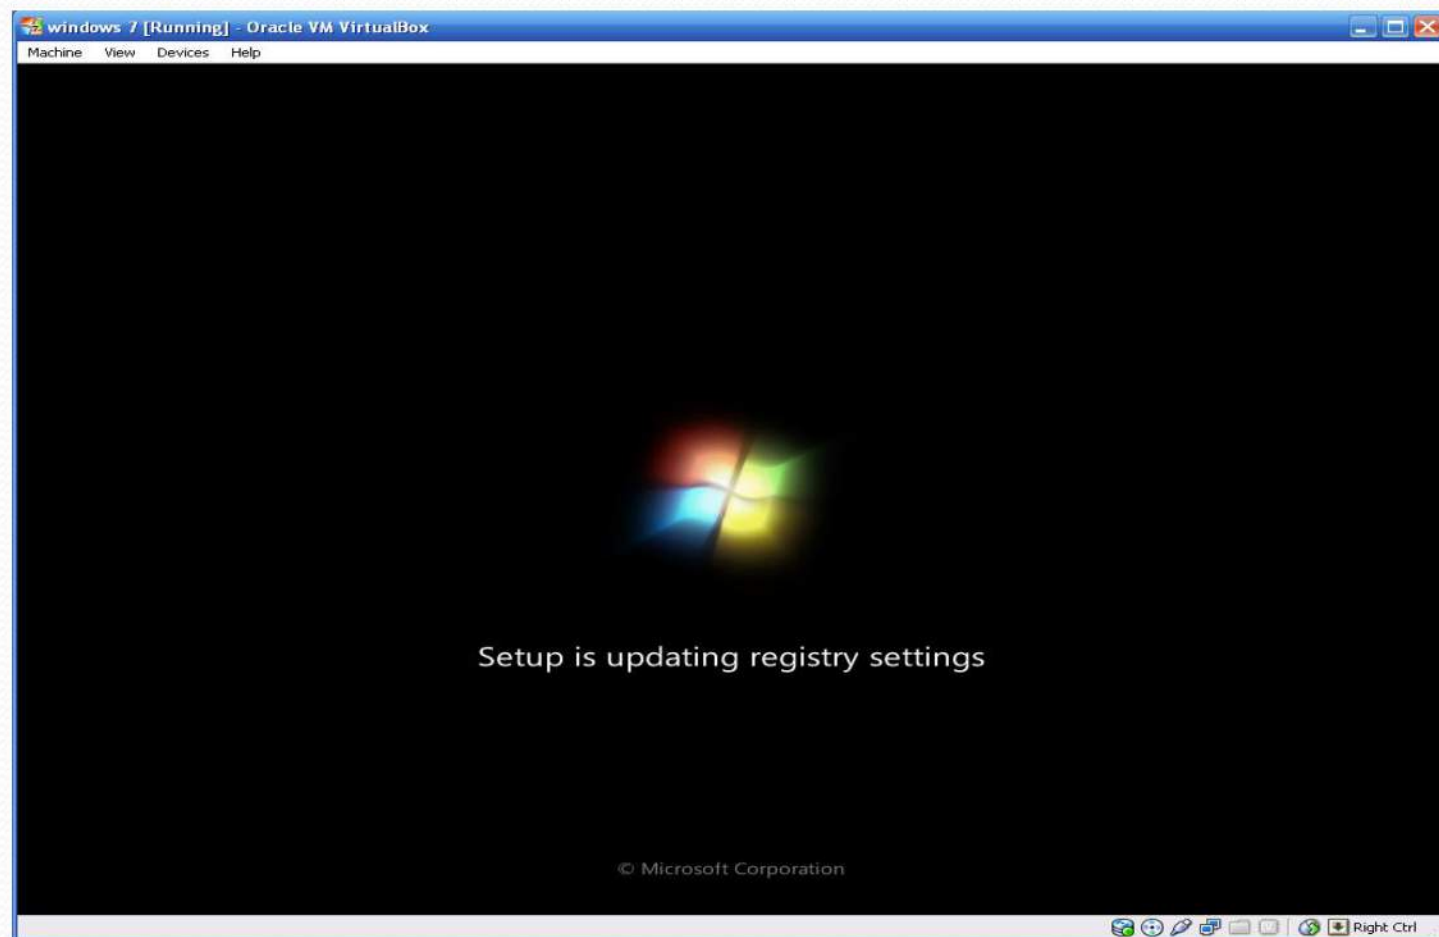 windows 7 [Running] - Oracle VM VirtualBox
Machine View Devices Help
Setup is updating registry settings
© Microsoft Corporation
Right Ctrl